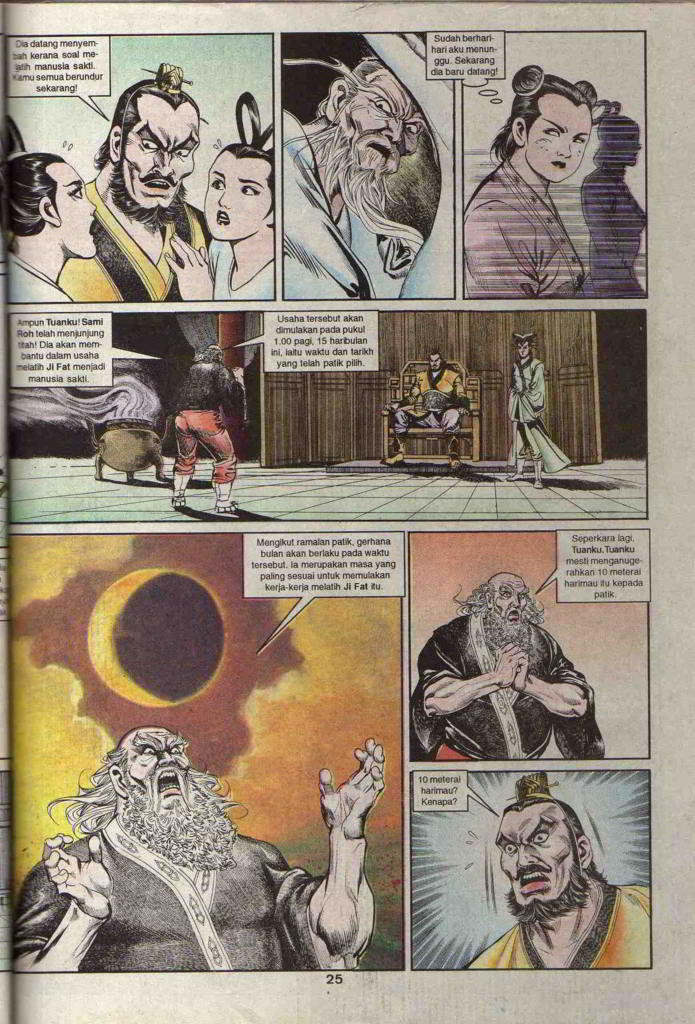 Dia datang menyem-
bah kerana soal me-
latih manusia sakti.
Kamu semua berundur
sekarang!
Sudah berhari-
hari aku menun-
ggu. Sekarang
dia baru datang!
Ampun Tuanku! Sami
Roh telah menjunjung
titah! Dia akan mem-
bantu dalam usaha
melatih Ji Fat menjadi
manusia sakti.
Usaha tersebut akan
dimulakan pada pukul
1.00 pagi, 15 haribulan
ini, iaitu waktu dan tarikh
yang telah patik pilih.
Mengikut ramalan patik, gerhana
bulan akan berlaku pada waktu
tersebut. Ia merupakan masa yang
paling sesuai untuk memulakan
kerja-kerja melatih Ji Fat itu.
Seperkara lagi,
Tuanku. Tuanku
mesti menganuge-
rahkan 10 meterai
harimau itu kepada
patik.
10 meterai
harimau?
Kenapa?
25